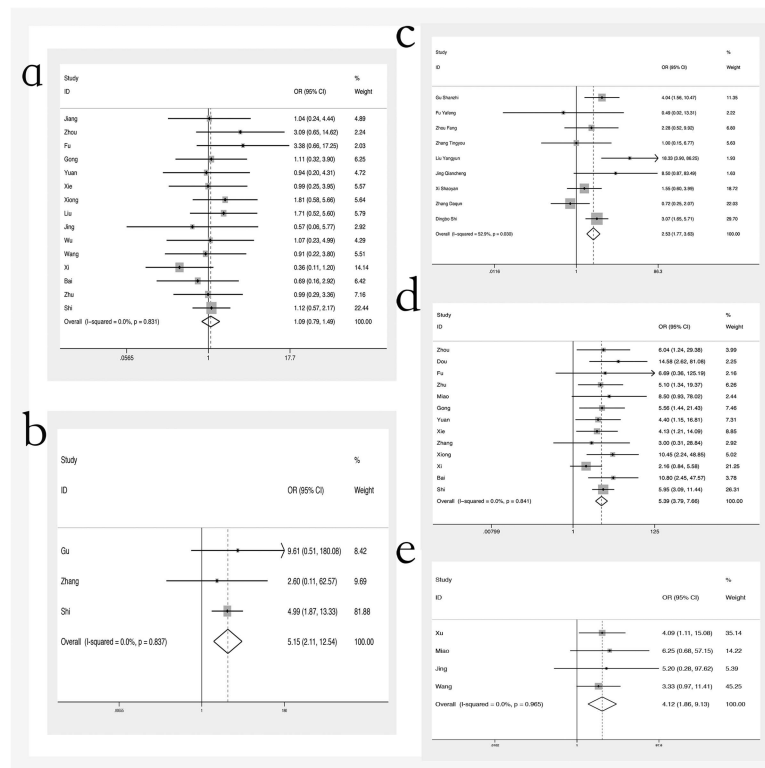 a
Study %
ID OR (95% CI) Weight
Jiang 1.04 (0.24, 4.44) 4.89
Zhou 3.09 (0.65, 14.62) 2.24
Fu 3.38 (0.66, 17.25) 2.03
Gong 1.11 (0.32, 3.90) 6.25
Yuan 0.94 (0.20, 4.31) 4.72
Xie 0.99 (0.25, 3.95) 5.57
Xiong 1.81 (0.58, 5.66) 5.64
Liu 1.71 (0.52, 5.60) 5.79
Jing 0.57 (0.06, 5.77) 2.92
Wu 1.07 (0.23, 4.99) 4.29
Wang 0.91 (0.22, 3.80) 5.51
Xi 0.36 (0.11, 1.20) 14.14
Bai 0.69 (0.16, 2.92) 6.42
Zhu 0.99 (0.29, 3.36) 7.16
Shi 1.12 (0.57, 2.17) 22.44
Overall (I-squared = 0.0%, p = 0.831) 1.09 (0.79, 1.49) 100.00
.0565 1 17.7
b
Study %
ID OR (95% CI) Weight
Gu 9.61 (0.51, 180.08) 8.42
Zhang 2.60 (0.11, 62.57) 9.69
Shi 4.99 (1.87, 13.33) 81.88
Overall (I-squared = 0.0%, p = 0.837) 5.15 (2.11, 12.54) 100.00
1
c
Study %
ID OR (95% CI) Weight
Gu Shanzhi 4.04 (1.56, 10.47) 11.35
Fu Yaliang 0.49 (0.02, 13.31) 2.22
Zhou Fang 2.28 (0.52, 9.92) 6.80
Zhang Tingyou 1.00 (0.15, 6.77) 5.63
Liu Yangyun 18.33 (3.90, 86.25) 1.93
Jing Qiancheng 8.50 (0.87, 83.49) 1.63
Xi Shaoyan 1.55 (0.60, 3.99) 18.72
Zhang Daqun 0.72 (0.25, 2.07) 22.03
Dingbo Shi 3.07 (1.65, 5.71) 29.70
Overall (I-squared = 52.9%, p = 0.030) 2.53 (1.77, 3.63) 100.00
.0116 1 86.3
d
Study %
ID OR (95% CI) Weight
Zhou 6.04 (1.24, 29.38) 3.99
Dou 14.58 (2.62, 81.08) 2.25
Fu 6.69 (0.36, 125.19) 2.16
Zhu 5.10 (1.34, 19.37) 6.26
Miao 8.50 (0.93, 78.02) 2.44
Gong 5.56 (1.44, 21.43) 7.46
Yuan 4.40 (1.15, 16.81) 7.31
Xie 4.13 (1.21, 14.09) 8.85
Zhang 3.00 (0.31, 28.84) 2.92
Xiong 10.45 (2.24, 48.85) 5.02
Xi 2.16 (0.84, 5.58) 21.25
Bai 10.80 (2.45, 47.57) 3.78
Shi 5.95 (3.09, 11.44) 26.31
Overall (I-squared = 0.0%, p = 0.841) 5.39 (3.79, 7.66) 100.00
.00799 1 125
e
Study %
ID OR (95% CI) Weight
Xu 4.09 (1.11, 15.08) 35.14
Miao 6.25 (0.68, 57.15) 14.22
Jing 5.20 (0.28, 97.62) 5.39
Wang 3.33 (0.97, 11.41) 45.25
Overall (I-squared = 0.0%, p = 0.965) 4.12 (1.86, 9.13) 100.00
1